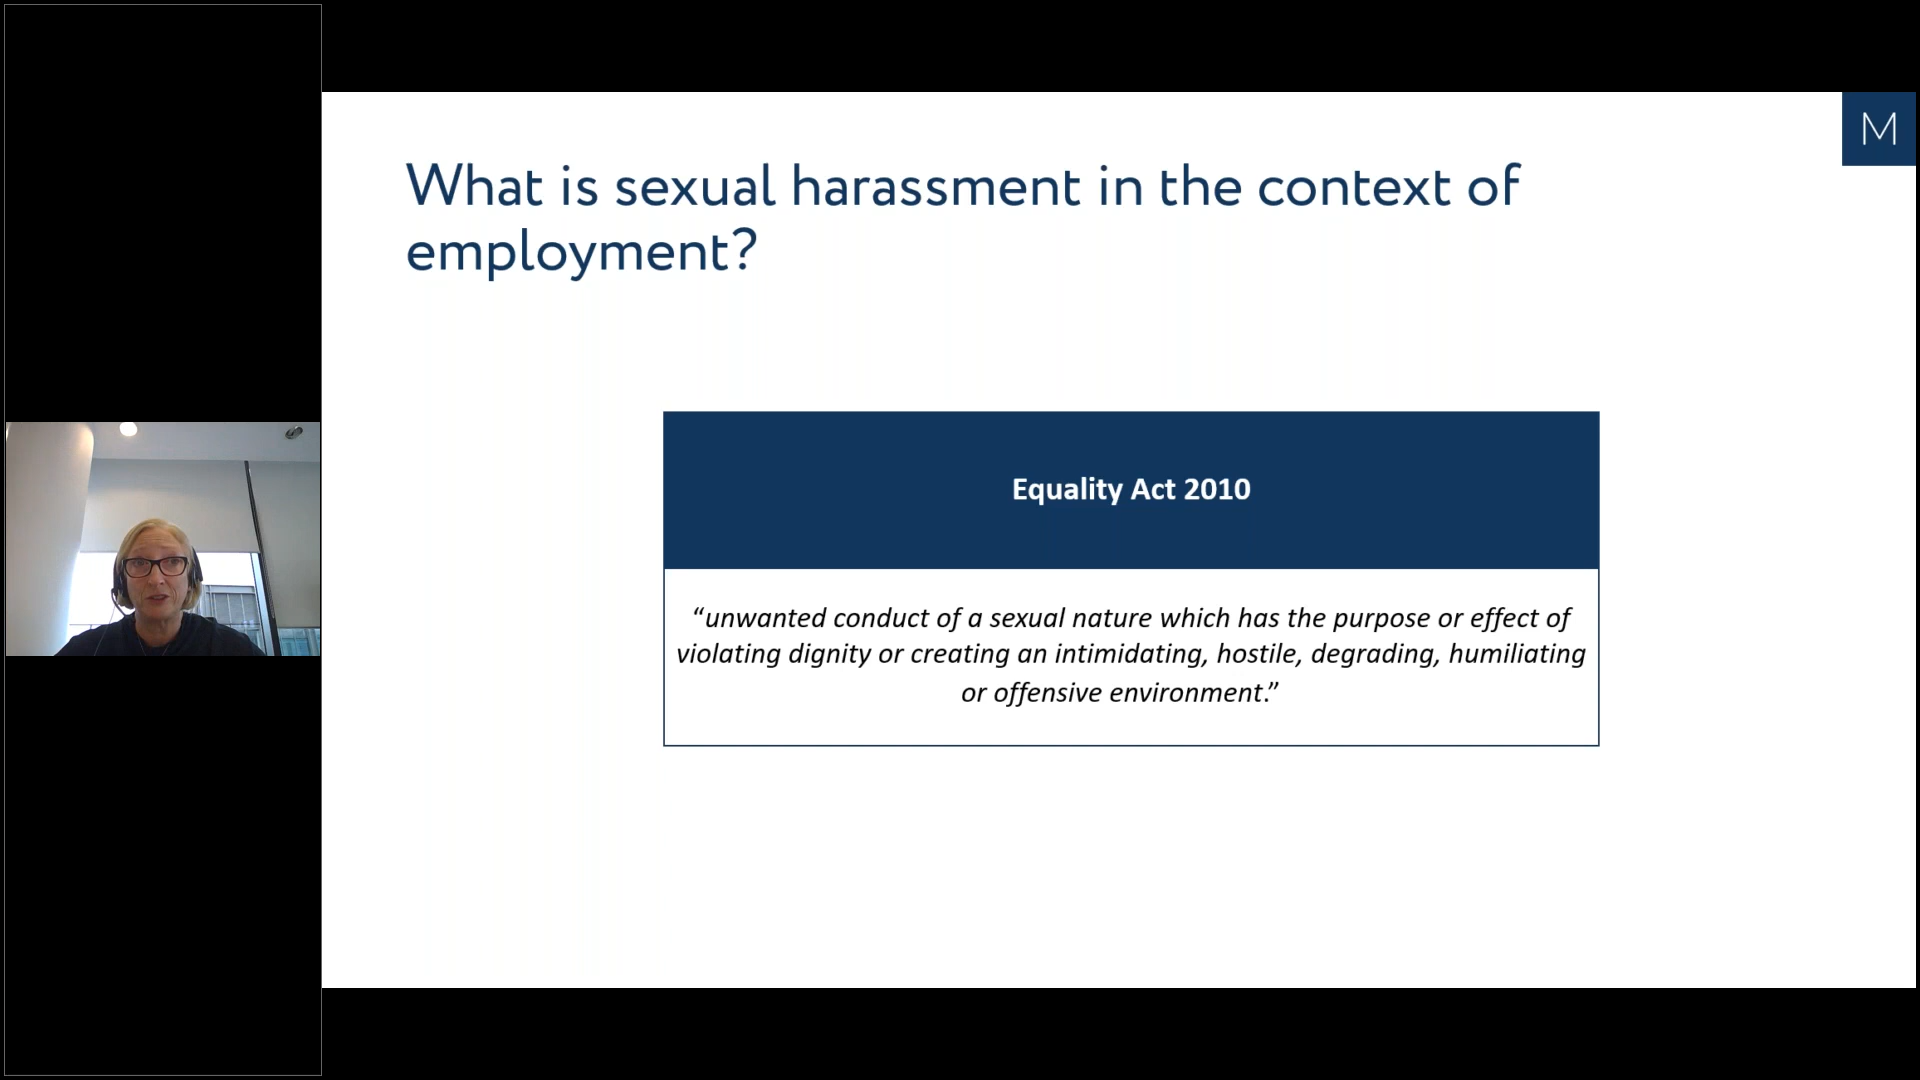 M
What is sexual harassment in the context of
employment?
Equality Act 2010
“unwanted conduct of a sexual nature which has the purpose or effect of
violating dignity or creating an intimidating, hostile, degrading, humiliating
or offensive environment.”